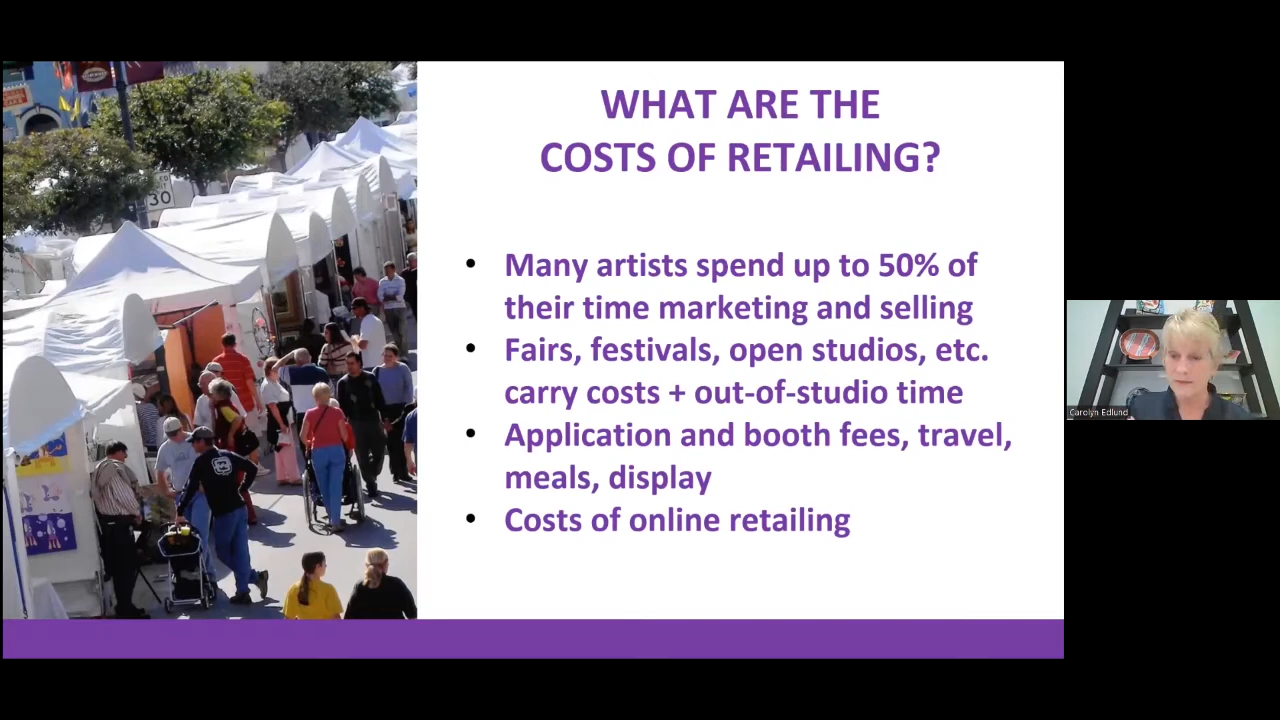 WHAT ARE THE
COSTS OF RETAILING?
• Many artists spend up to 50% of
their time marketing and selling
• Fairs, festivals, open studios, etc.
carry costs + out-of-studio time
• Application and booth fees, travel,
meals, display
• Costs of online retailing
30
Carolyn Edlund